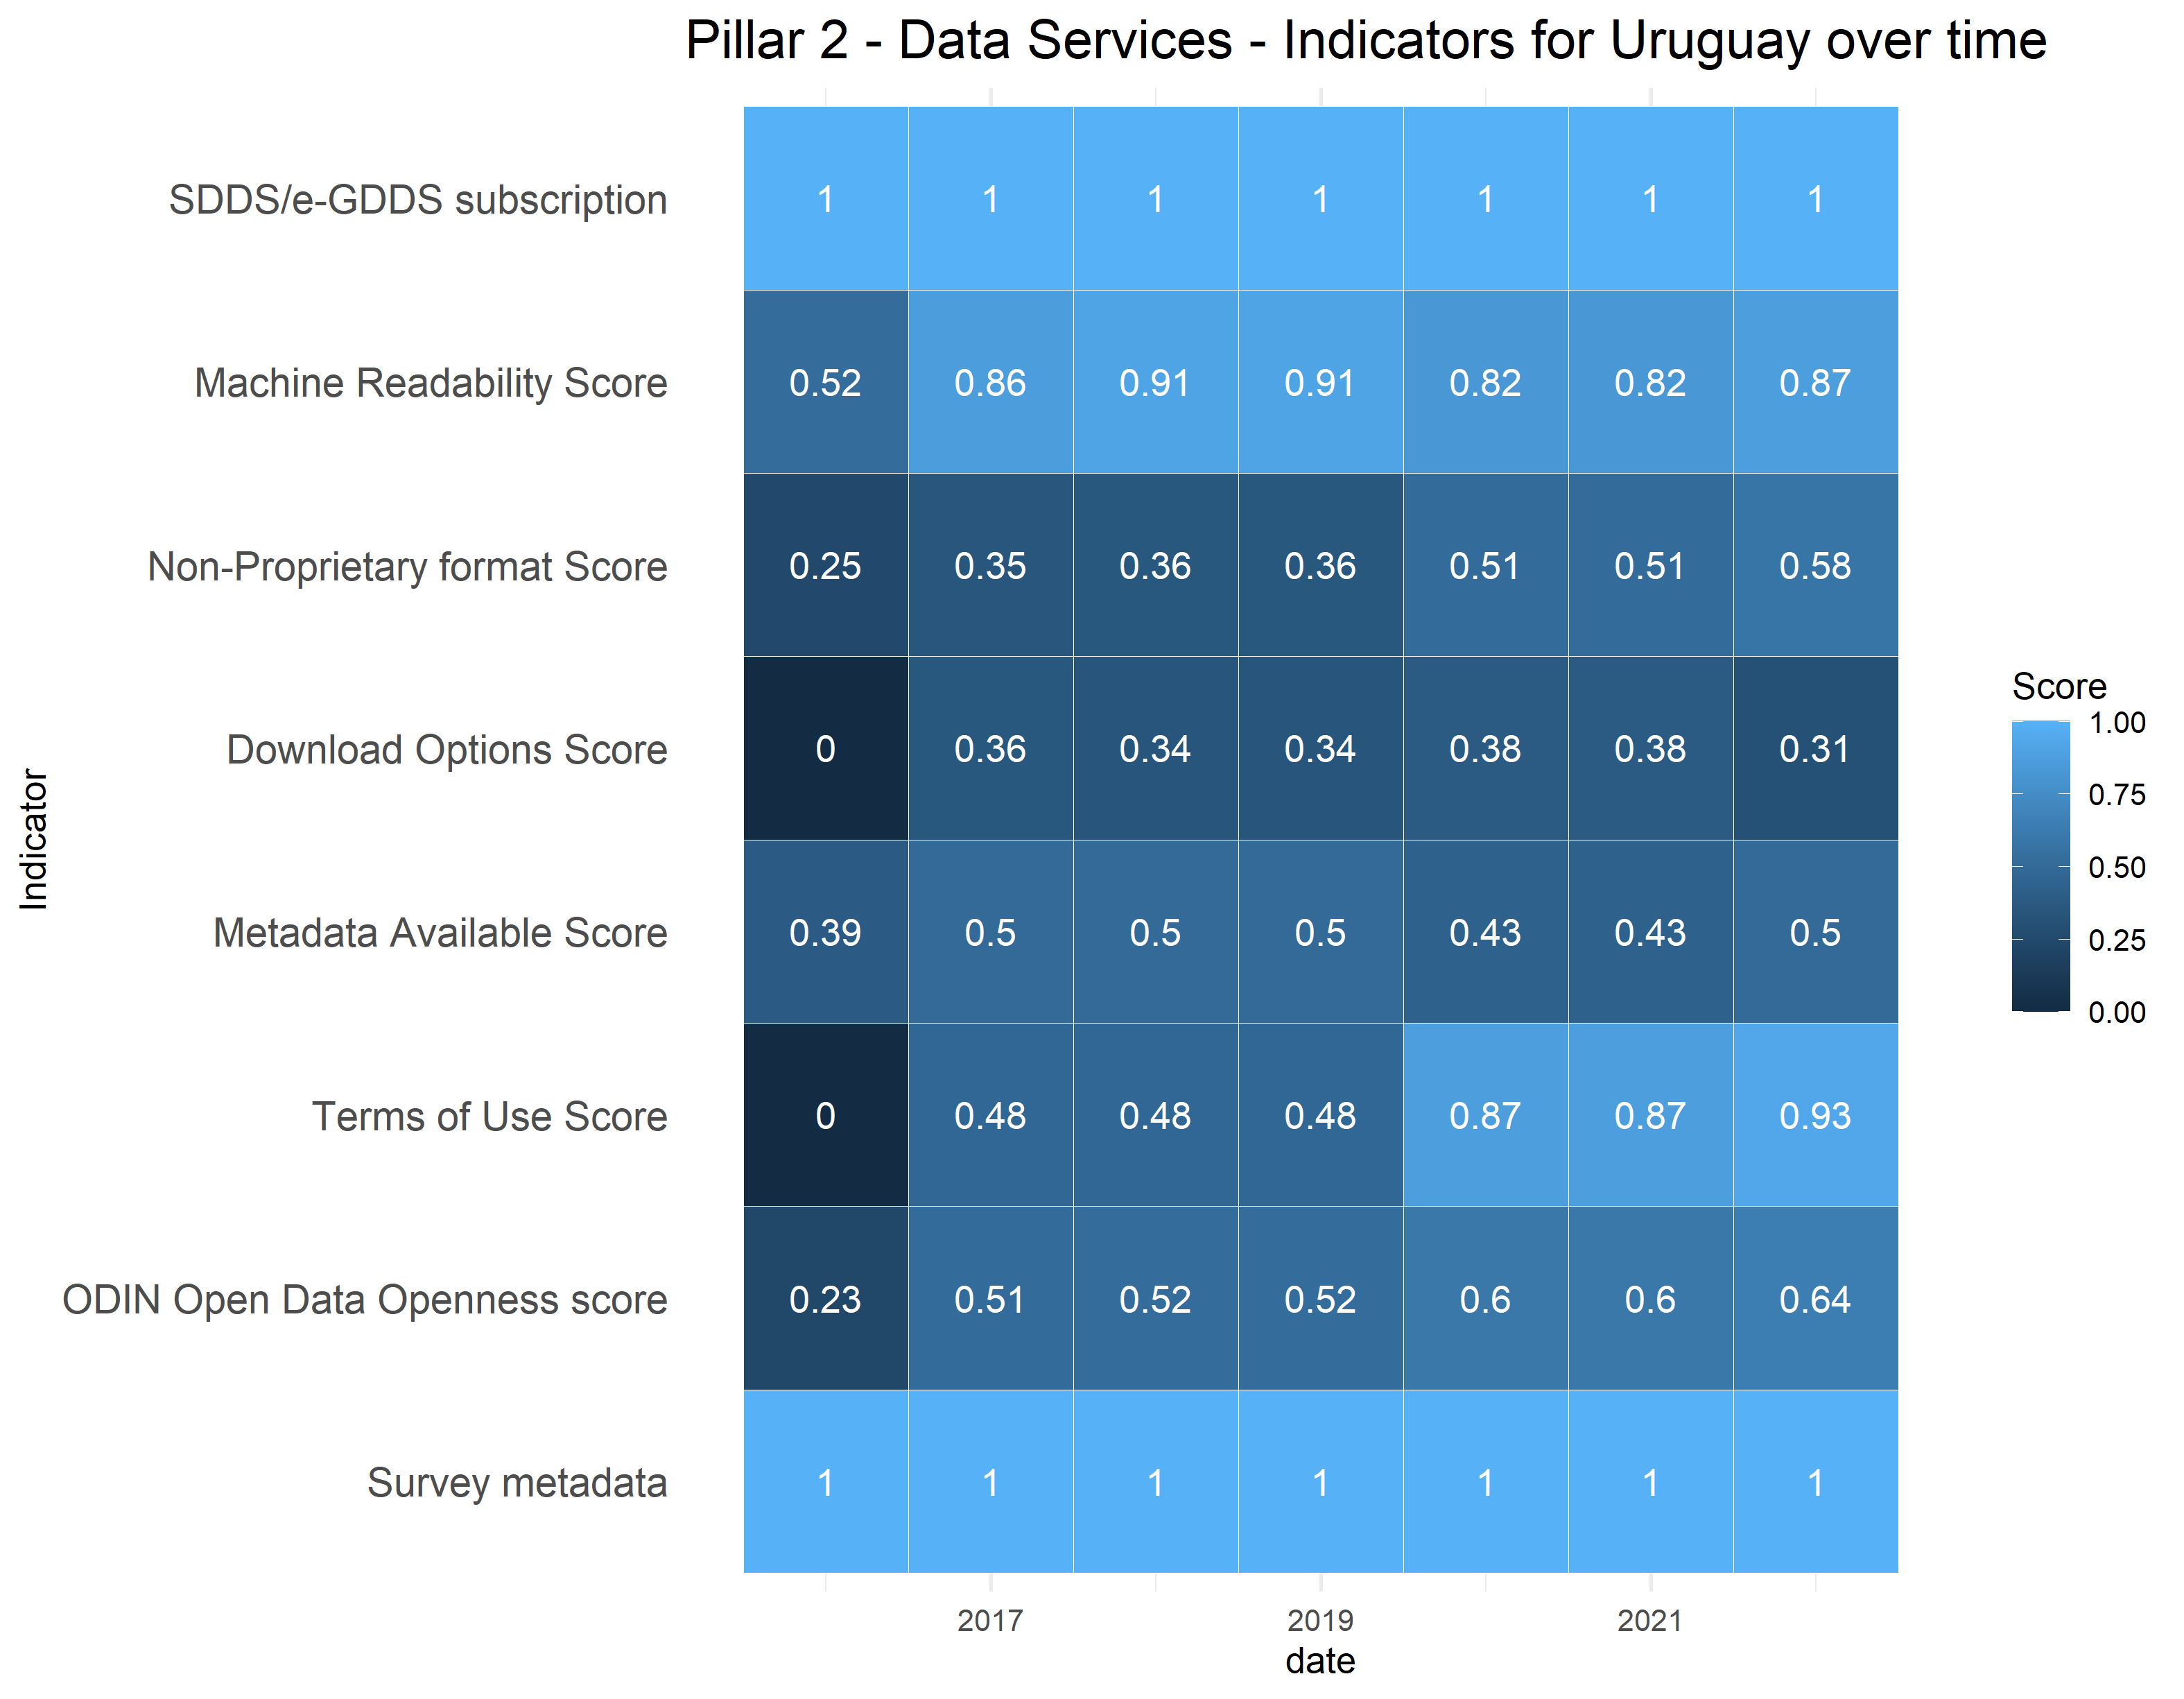 Pillar 2 - Data Services - Indicators for Uruguay over time
SDDS/e-GDDS subscription 1 1 1 1 1 1 1
Machine Readability Score 0.52 0.86 0.91 0.91 0.82 0.82 0.87
Non-Proprietary format Score 0.25 0.35 0.36 0.36 0.51 0.51 0.58
Download Options Score 0 0.36 0.34 0.34 0.38 0.38 0.31
Metadata Available Score 0.39 0.5 0.5 0.5 0.43 0.43 0.5
Terms of Use Score 0 0.48 0.48 0.48 0.87 0.87 0.93
ODIN Open Data Openness score 0.23 0.51 0.52 0.52 0.6 0.6 0.64
Survey metadata 1 1 1 1 1 1 1
2017 2019 2021
date
Indicator
Score
1.00
0.75
0.50
0.25
0.00